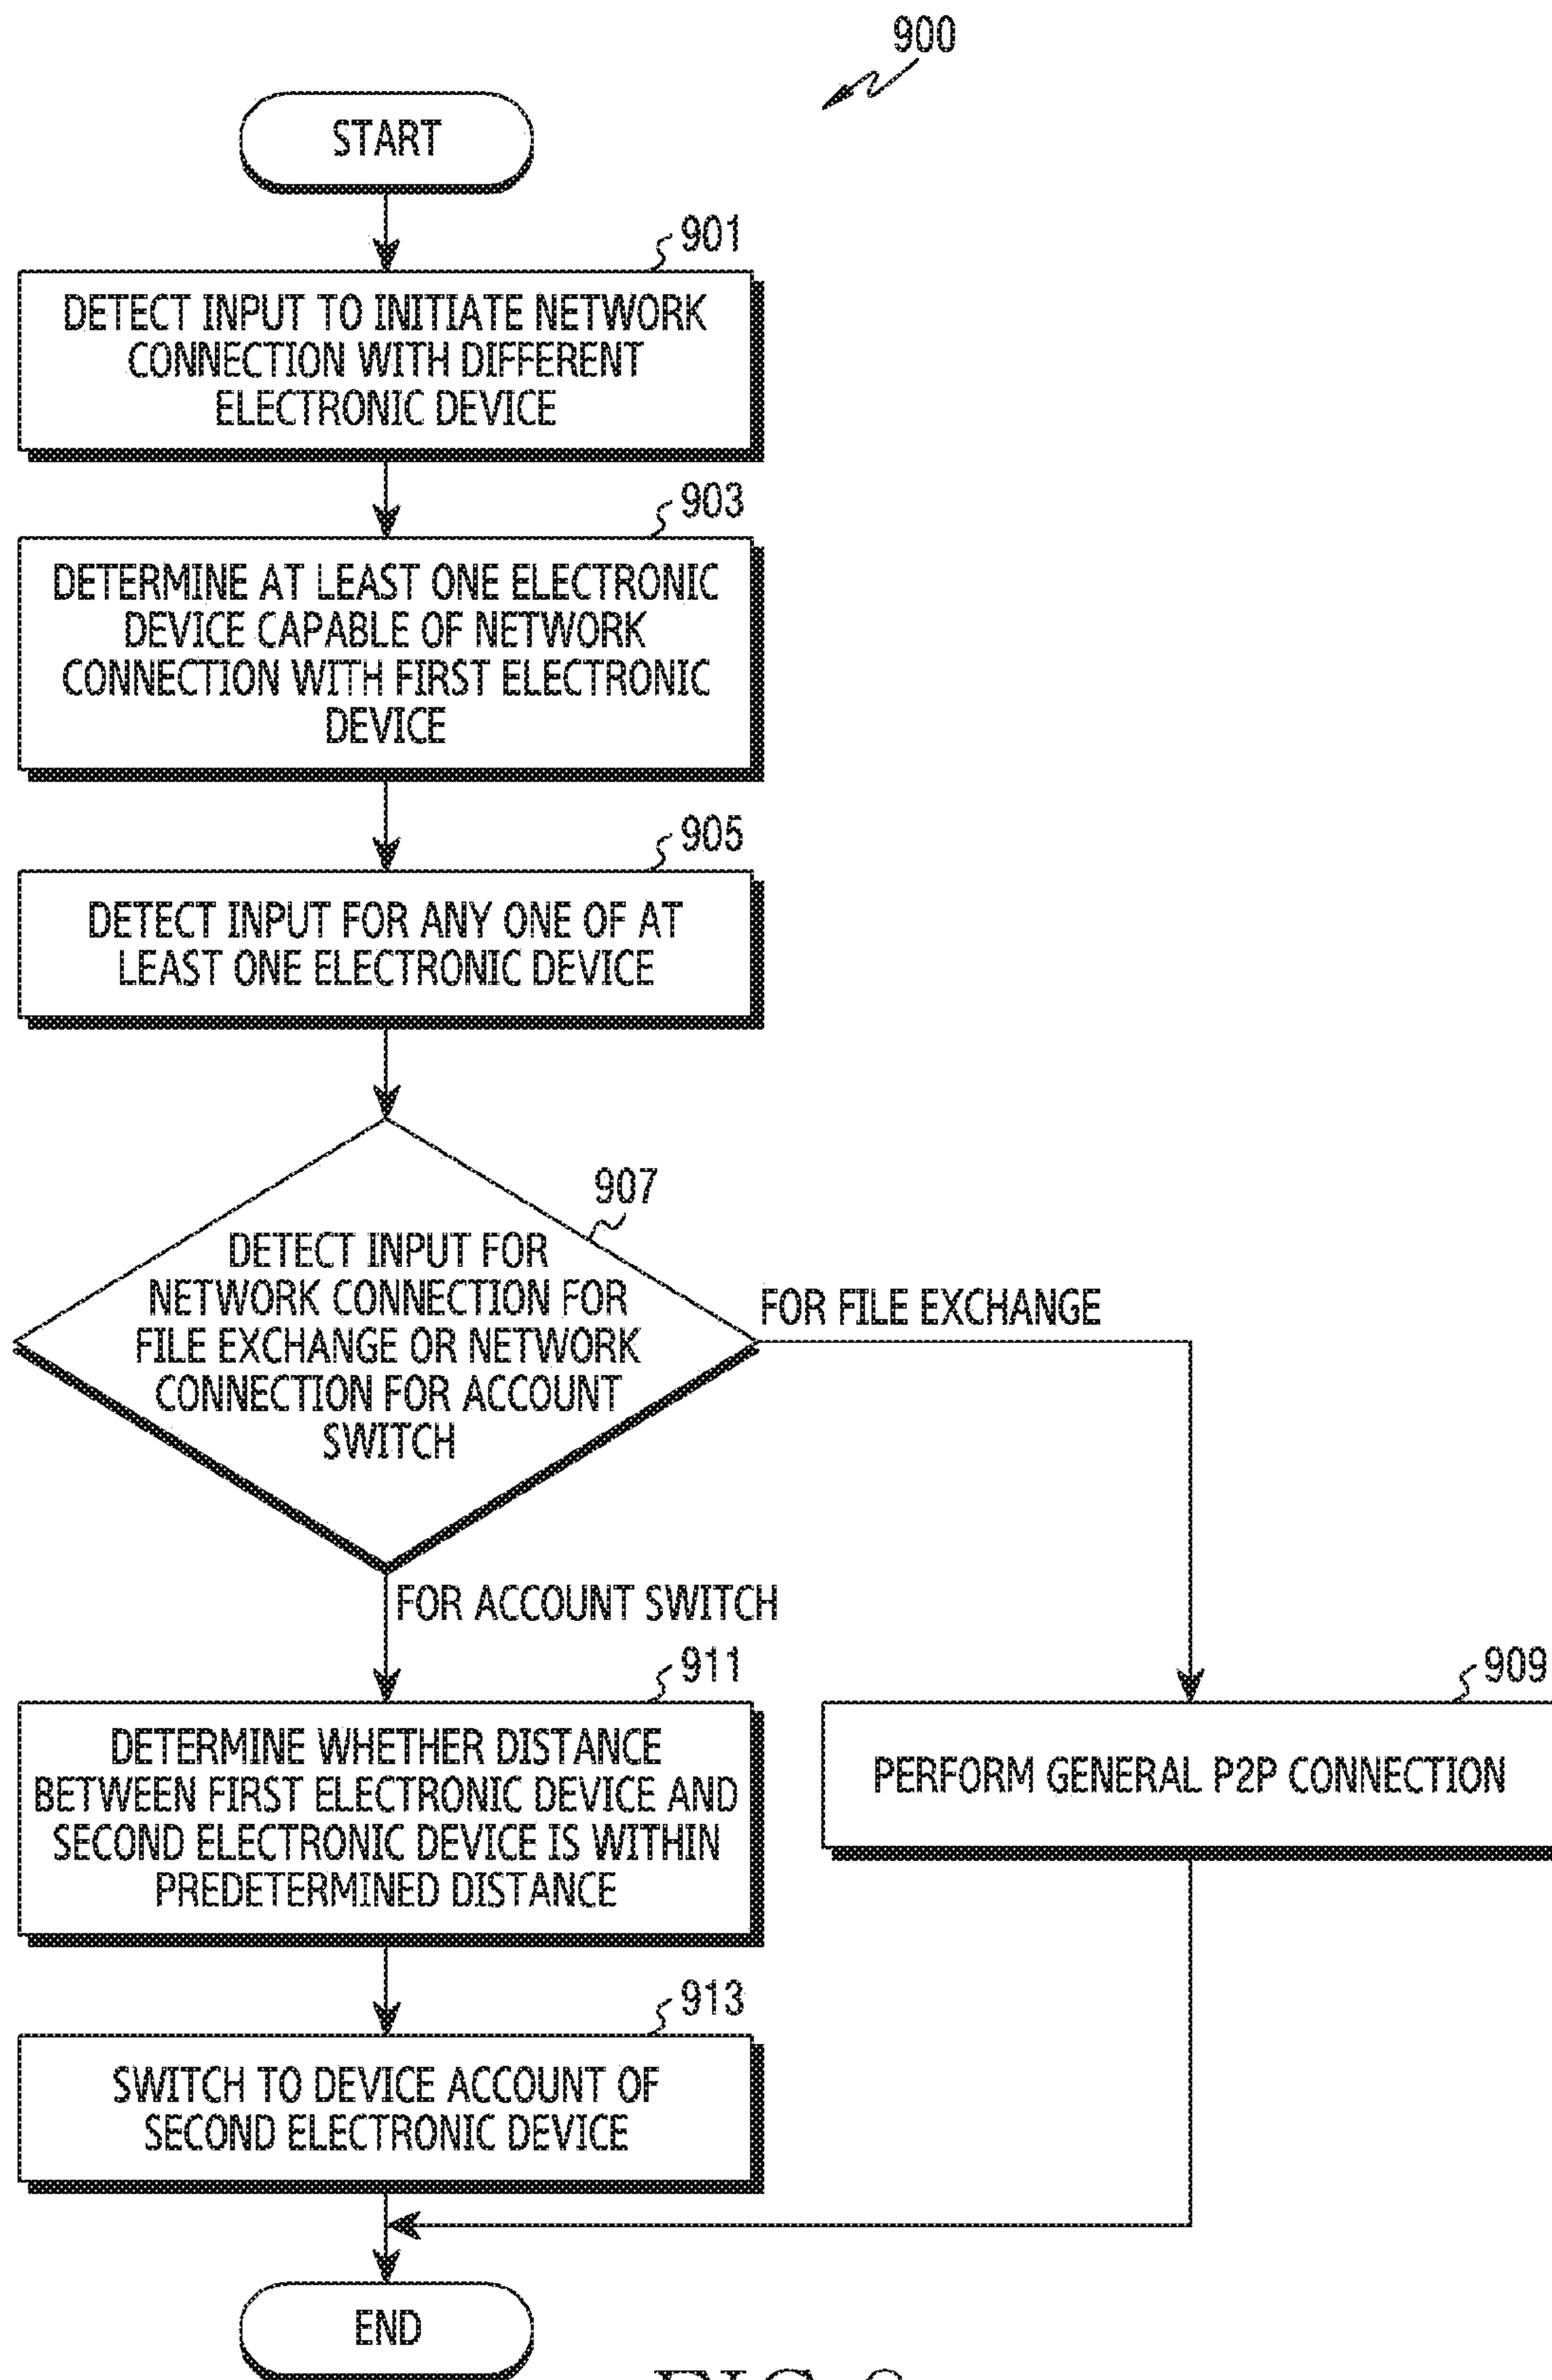 900
START
901
DETECT INPUT TO INITIATE NETWORK
CONNECTION WITH DIFFERENT
ELECTRONIC DEVICE
903
DETERMINE AT LEAST ONE ELECTRONIC
DEVICE CAPABLE OF NETWORK
CONNECTION WITH FIRST ELECTRONIC
DEVICE
905
DETECT INPUT FOR ANY ONE OF AT
LEAST ONE ELECTRONIC DEVICE
907
DETECT INPUT FOR
NETWORK CONNECTION FOR
FILE EXCHANGE OR NETWORK
CONNECTION FOR ACCOUNT
SWITCH
FOR FILE EXCHANGE
FOR ACCOUNT SWITCH
911
DETERMINE WHETHER DISTANCE
BETWEEN FIRST ELECTRONIC DEVICE AND
SECOND ELECTRONIC DEVICE IS WITHIN
PREDETERMINED DISTANCE
909
PERFORM GENERAL P2P CONNECTION
913
SWITCH TO DEVICE ACCOUNT OF
SECOND ELECTRONIC DEVICE
END